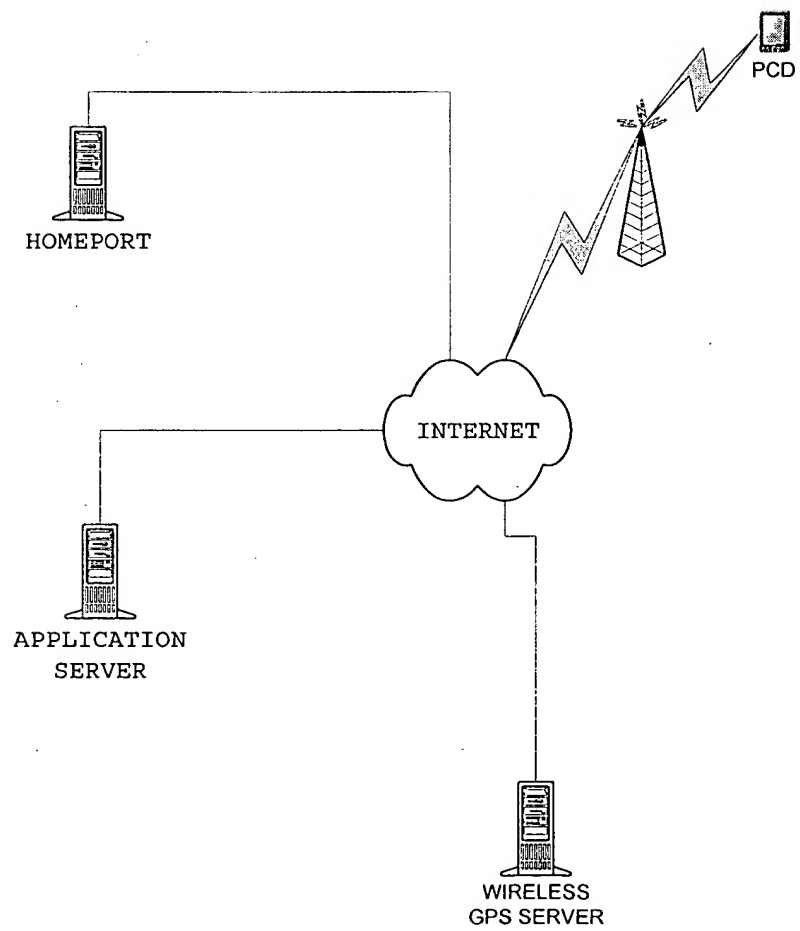 PCD
HOMEPORT
INTERNET
APPLICATION
SERVER
WIRELESS
GPS SERVER